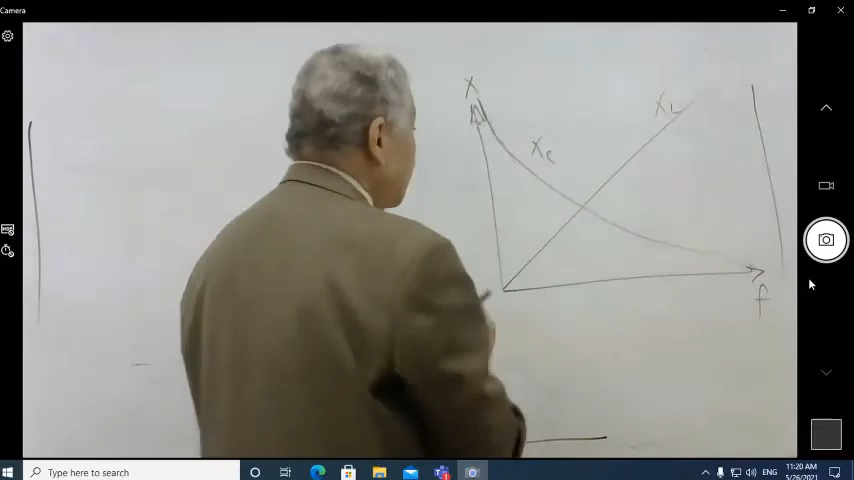 Camera
X
XL
XC
f
Type here to search
ENG
11:20 AM
5/26/2021